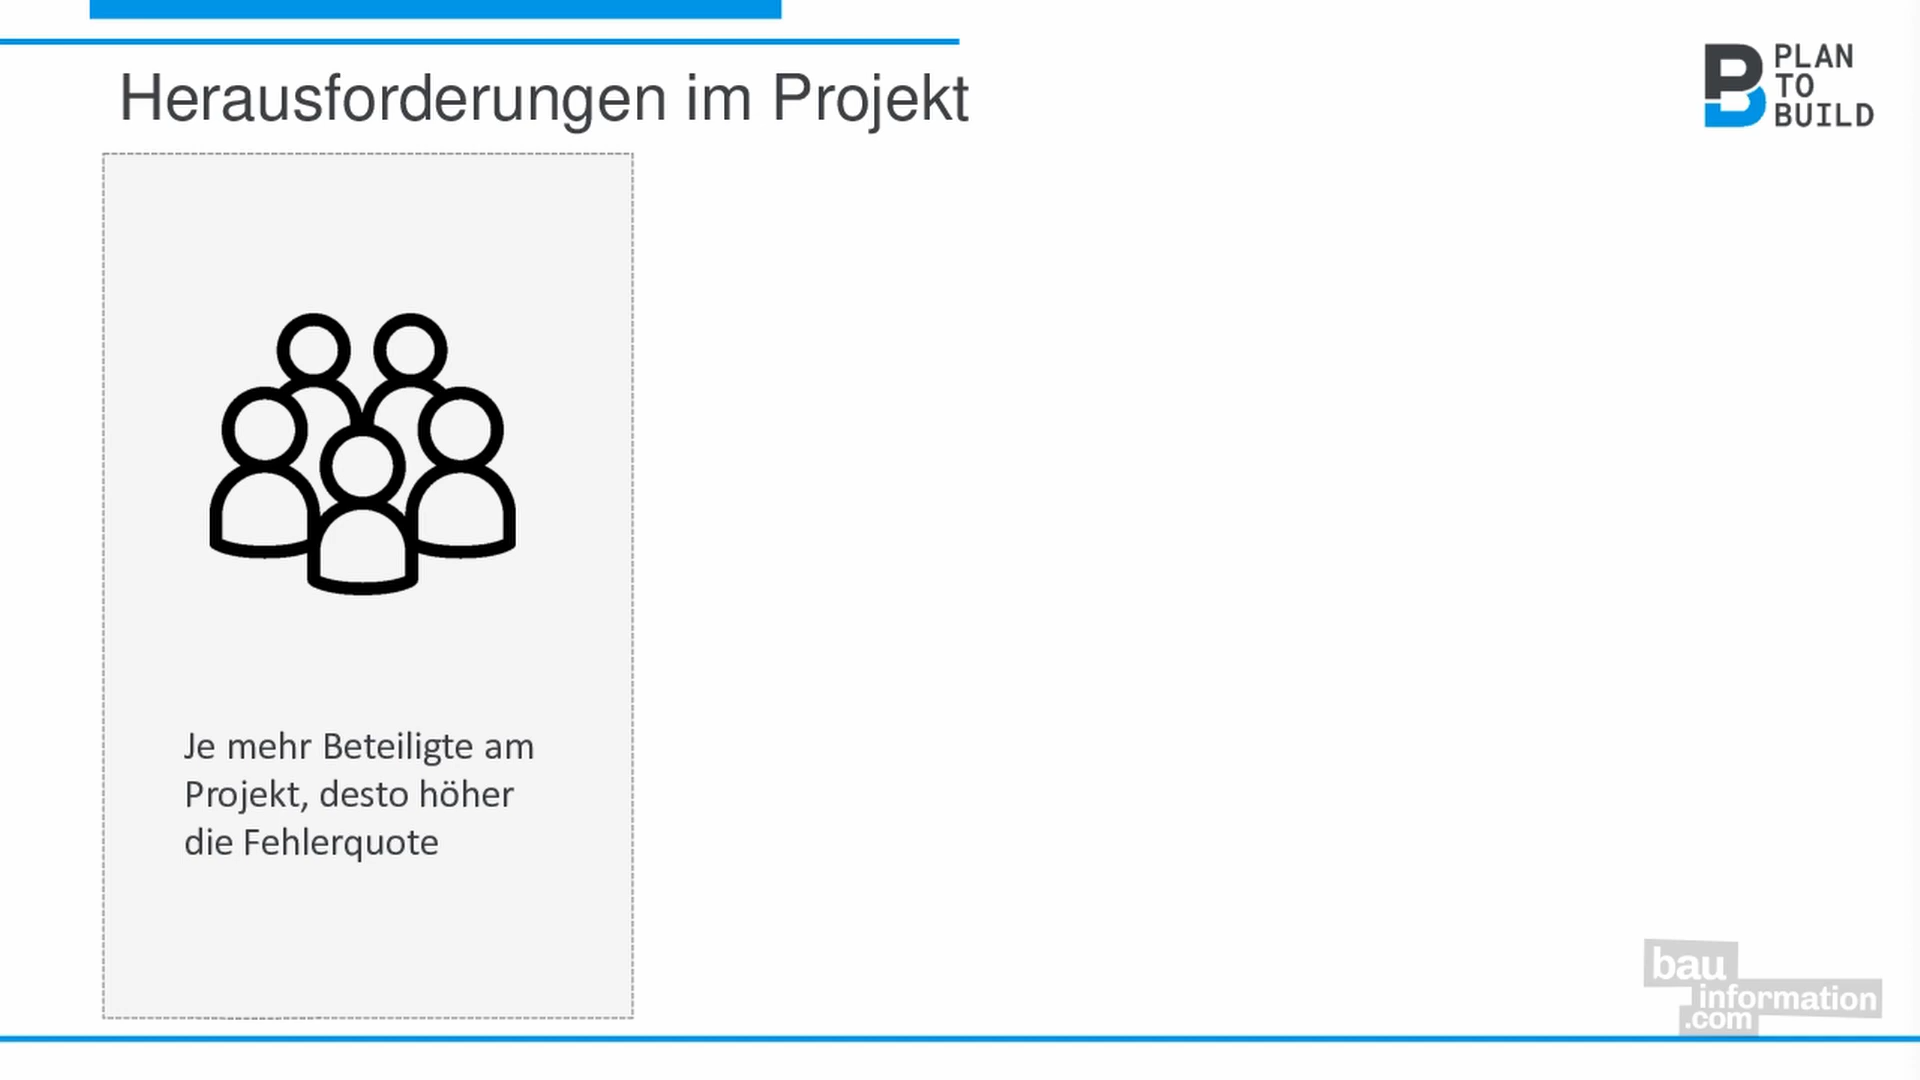 Herausforderungen im Projekt
PLAN
TO
BUILD
Je mehr Beteiligte am
Projekt, desto höher
die Fehlerquote
bau
information
.com